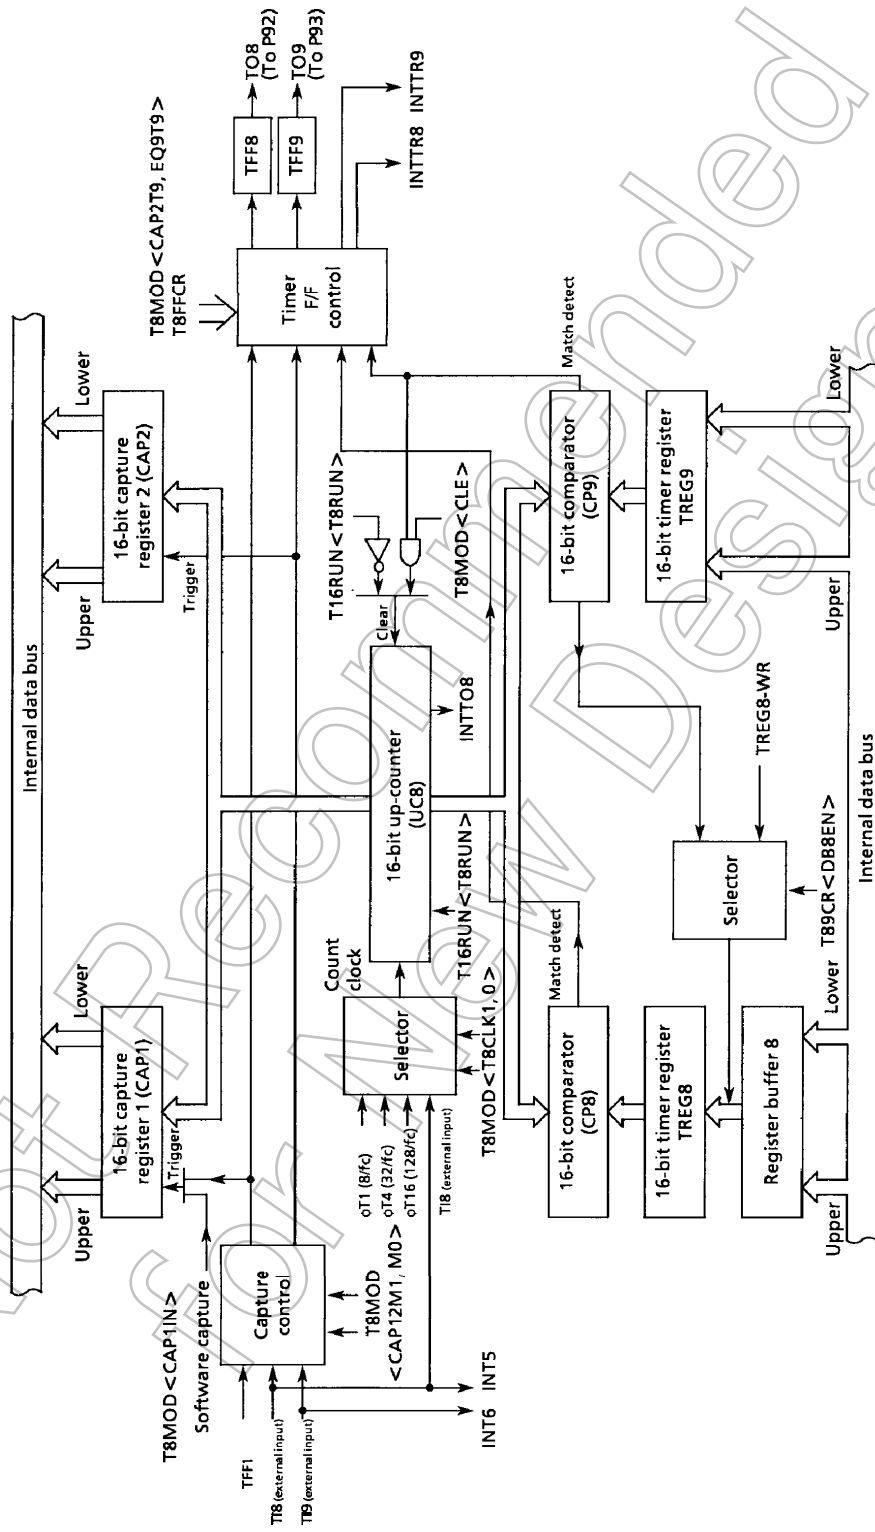 Internal data bus
Upper
Lower
Upper
Lower
16-bit capture
register 1 (CAP1)
16-bit capture
register 2 (CAP2)
T8MOD<CAP1IN>
Software capture
Trigger
Trigger
T8MOD<CAP2T9, EQ9T9>
T8FFCR
TFF1
TI8 (external input)
TI9 (external input)
Capture
control
T8MOD
<CAP12M1, M0>
INT6
INT5
Timer
F/F
control
TFF8
TFF9
TO8
(To P92)
TO9
(To P93)
INTTR8
INTTR9
φT1 (8/fc)
φT4 (32/fc)
φT16 (128/fc)
TI8 (external input)
Selector
Count
clock
T8MOD<T8CLK1, 0>
16-bit up-counter
(UC8)
T16RUN<T8RUN>
INTTO8
Clear
T16RUN<T8RUN>
T8MOD<CLE>
16-bit comparator
(CP8)
Match detect
16-bit comparator
(CP9)
Match detect
16-bit timer register
TREG8
16-bit timer register
TREG9
Register buffer 8
Selector
TREG8-WR
T89CR<DB8EN>
Upper
Lower
Upper
Lower
Internal data bus
Not Recommended
for New Design